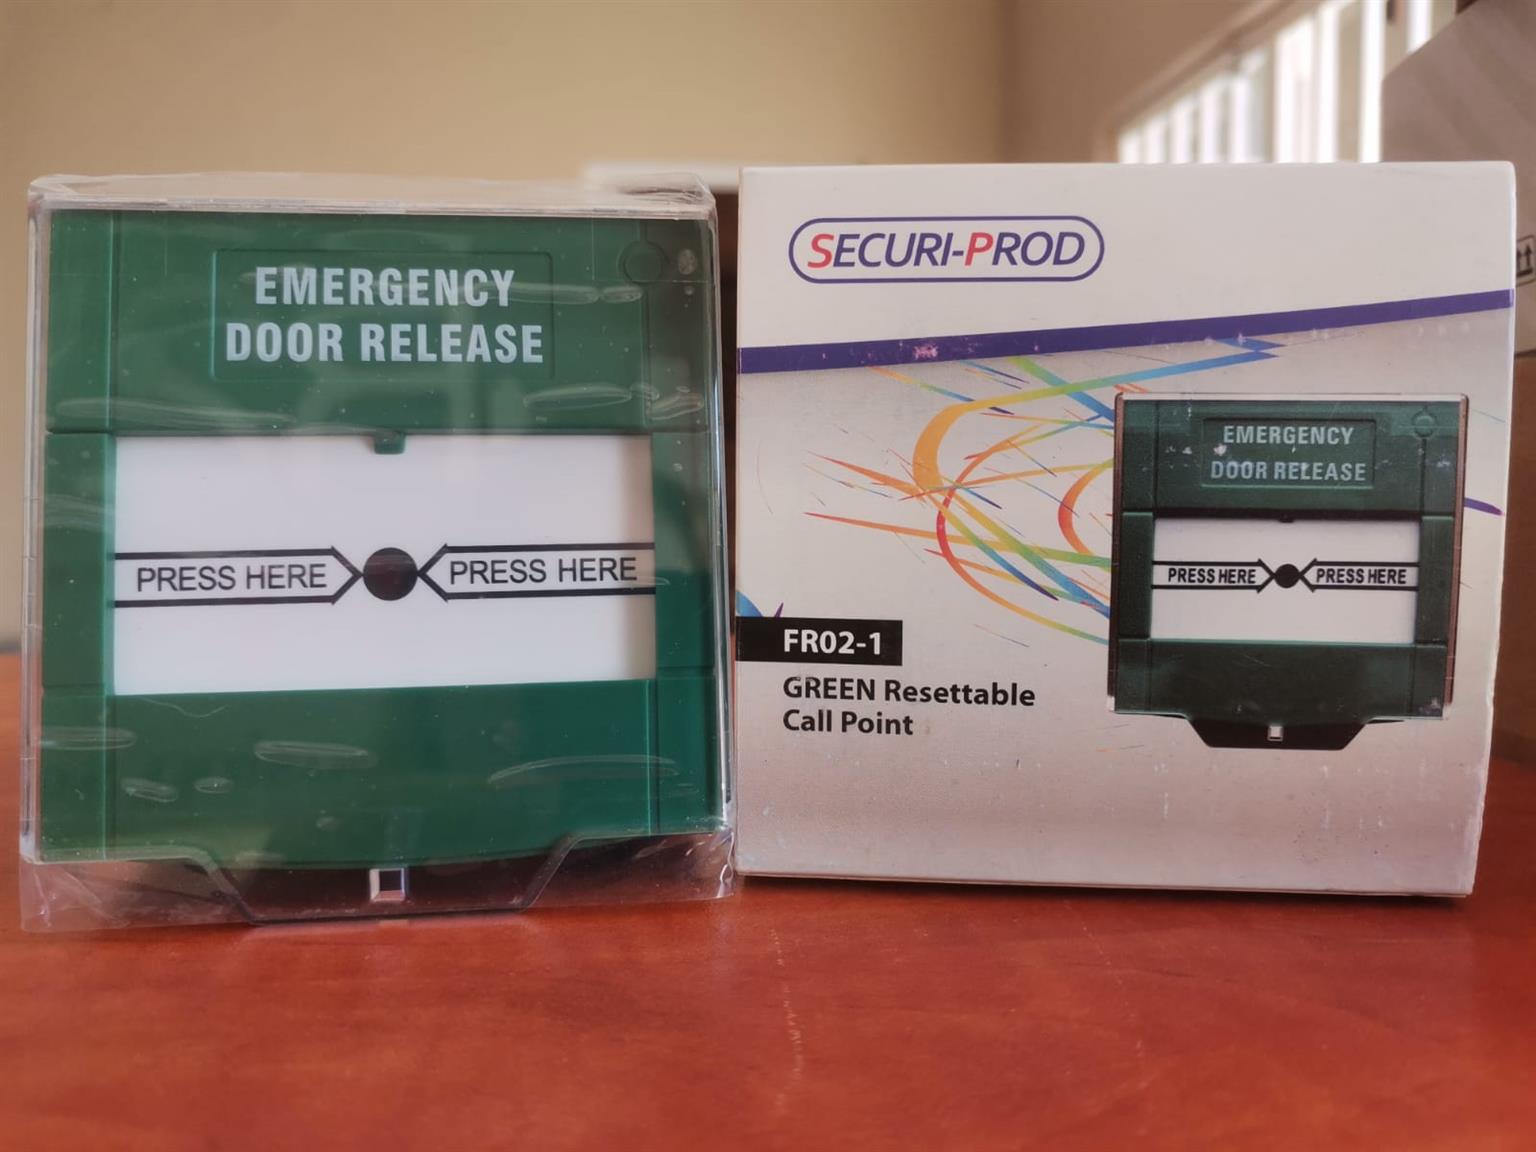 EMERGENCY
DOOR RELEASE
PRESS HERE PRESS HERE
SECURI-PROD
EMERGENCY
DOOR RELEASE
PRESS HERE PRESS HERE
FR02-1
GREEN Resettable
Call Point